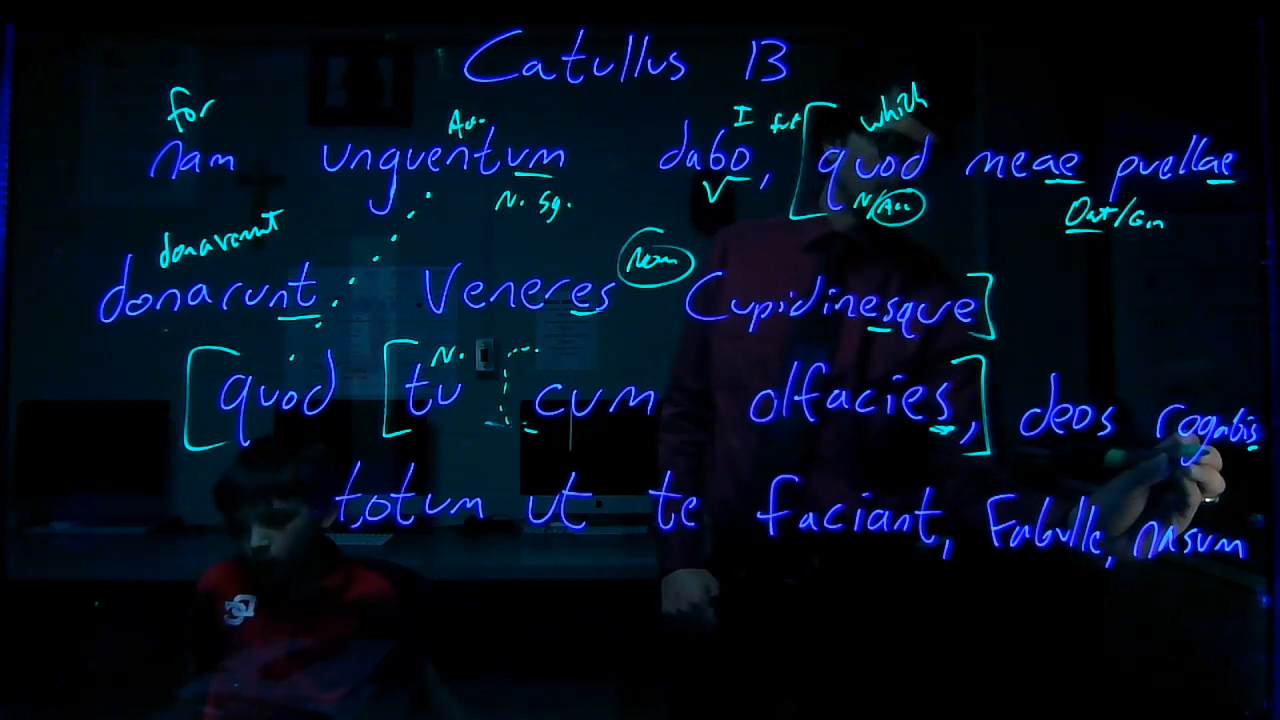 Catullus 13
for Acc. I fut which
nam unguentum dabo, [quod meae puellae
N. Sg. V N/Acc Dat/Gen
donaverunt Nom
donarunt Veneres Cupidinesque]
N.
[quod [tu [cum olfacies,] deos rogabis
totum ut te faciant, Fabulle, nasum